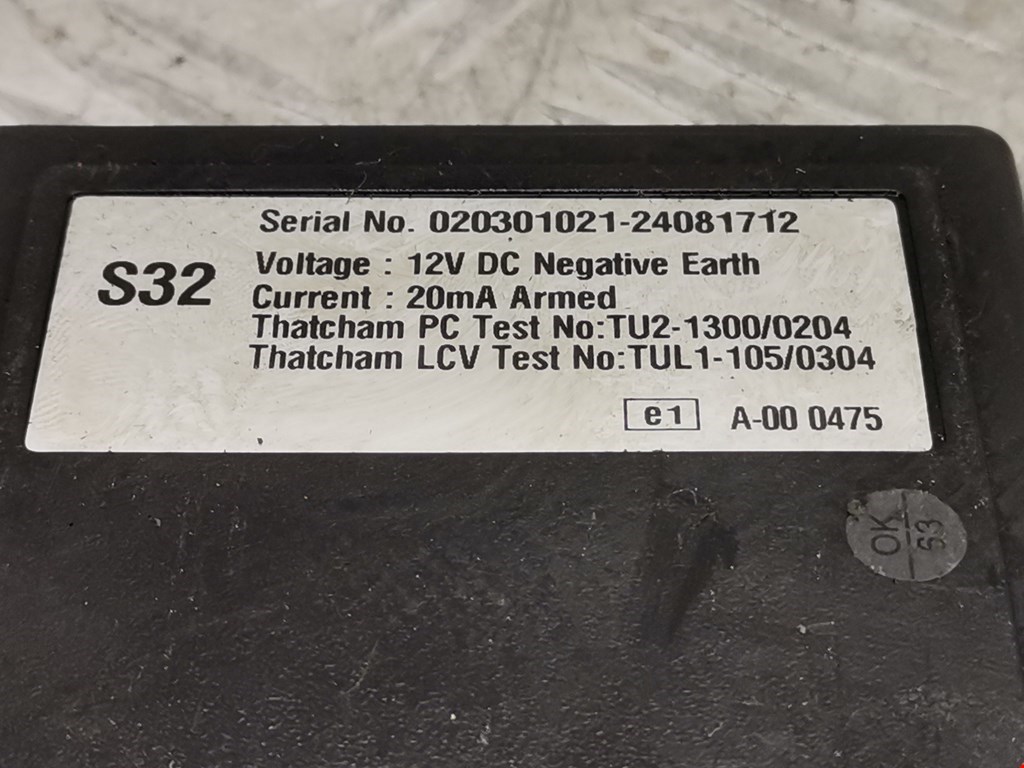 Serial No. 020301021-24081712
S32
Voltage : 12V DC Negative Earth
Current : 20mA Armed
Thatcham PC Test No:TU2-1300/0204
Thatcham LCV Test No:TUL1-105/0304
e1 A-00 0475
OK
53